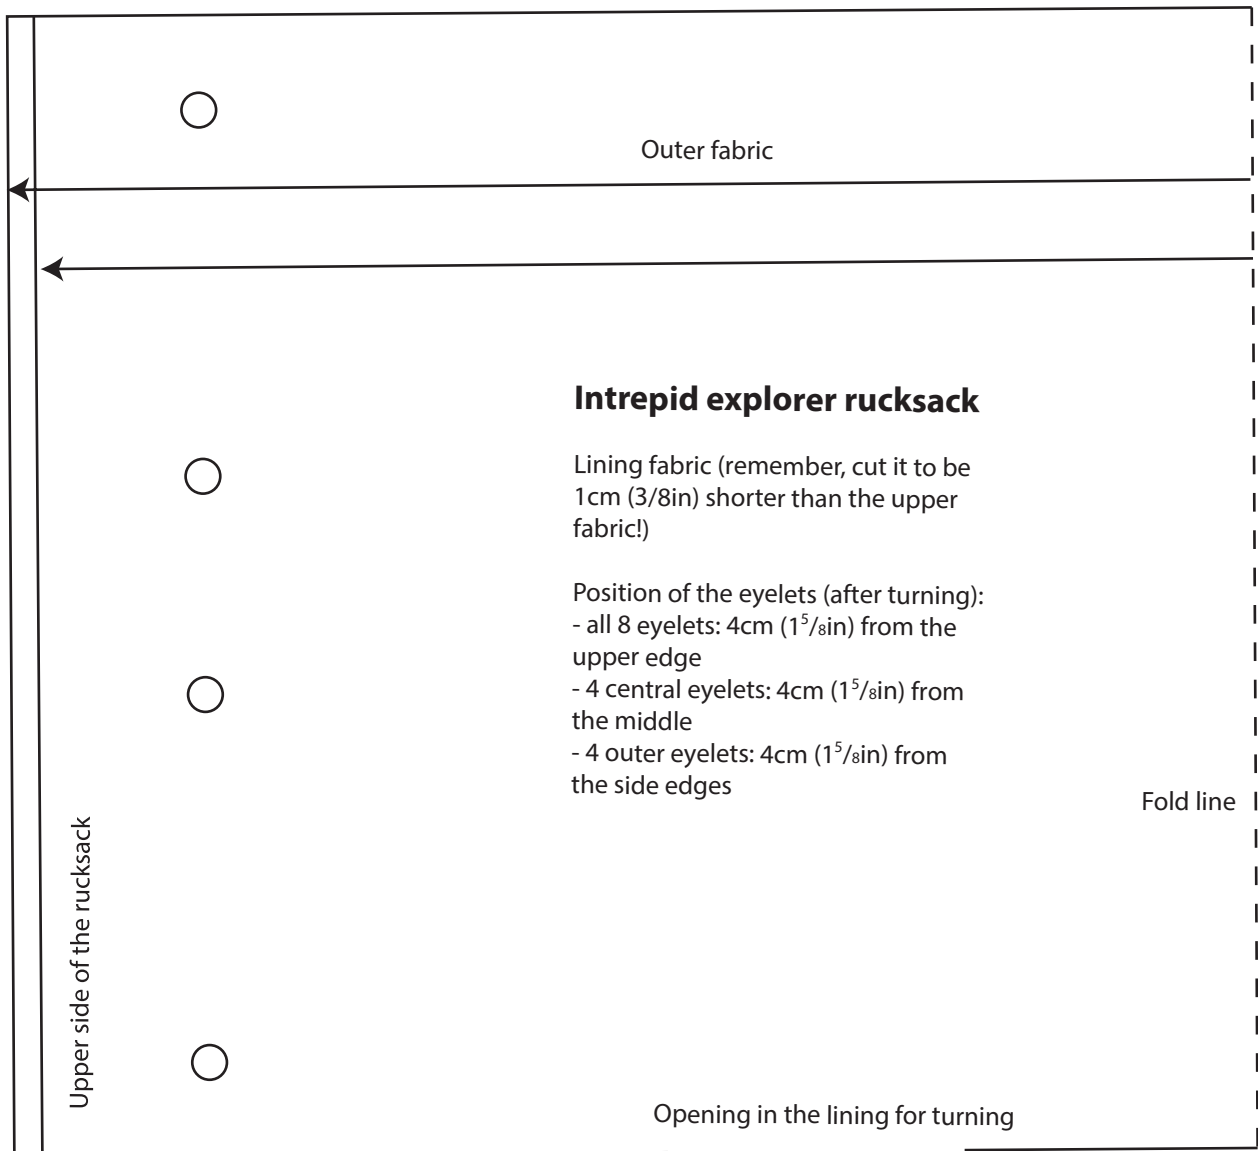 Outer fabric
Intrepid explorer rucksack
Lining fabric (remember, cut it to be
1cm (3/8in) shorter than the upper
fabric!)
Position of the eyelets (after turning):
- all 8 eyelets: 4cm (1⁵/₈in) from the
upper edge
- 4 central eyelets: 4cm (1⁵/₈in) from
the middle
- 4 outer eyelets: 4cm (1⁵/₈in) from
the side edges
Fold line
Upper side of the rucksack
Opening in the lining for turning